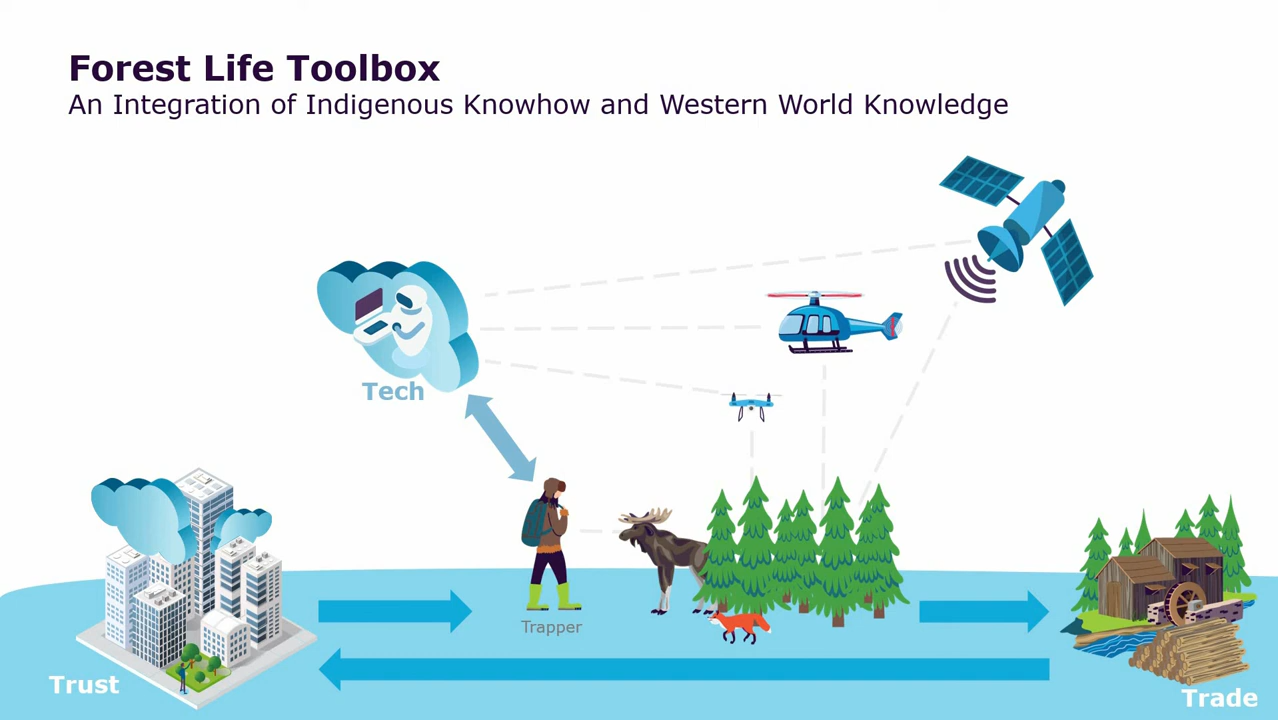 Forest Life Toolbox
An Integration of Indigenous Knowhow and Western World Knowledge
Tech
Trapper
Trust
Trade